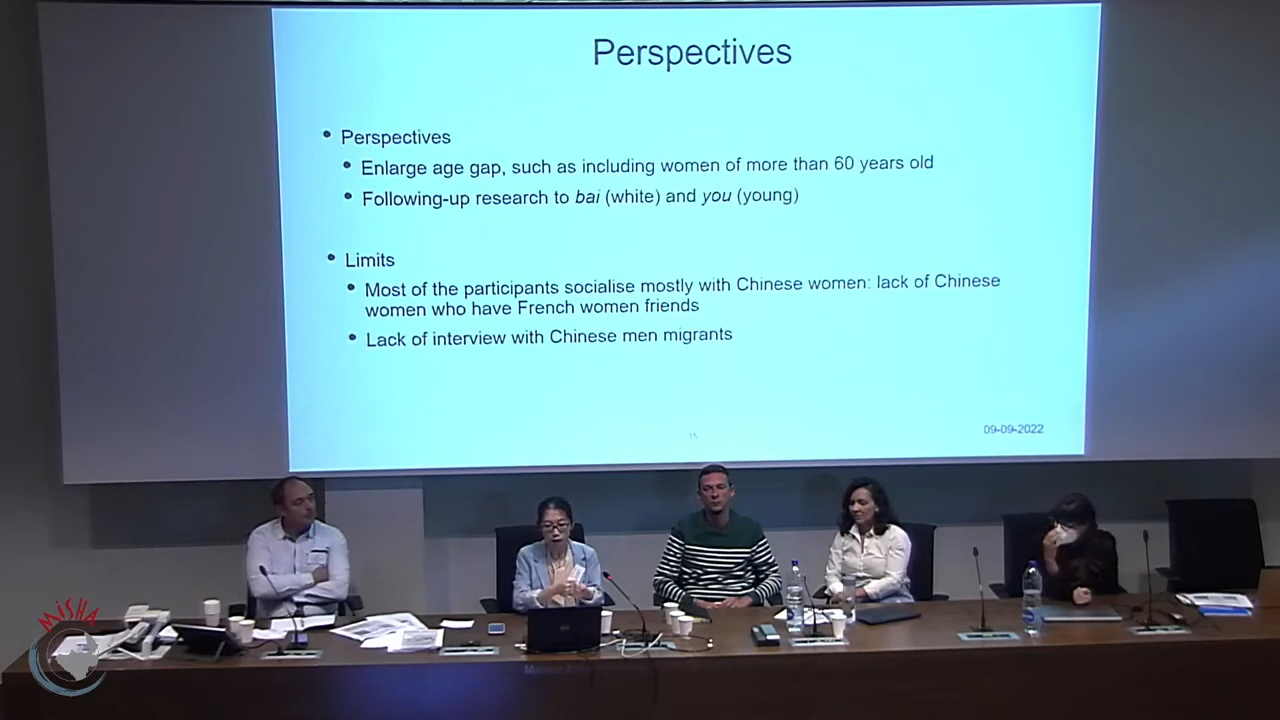 Perspectives
Perspectives
Enlarge age gap, such as including women of more than 60 years old
Following-up research to bai (white) and you (young)
Limits
Most of the participants socialise mostly with Chinese women: lack of Chinese
women who have French women friends
Lack of interview with Chinese men migrants
15
09-09-2022
MISHA